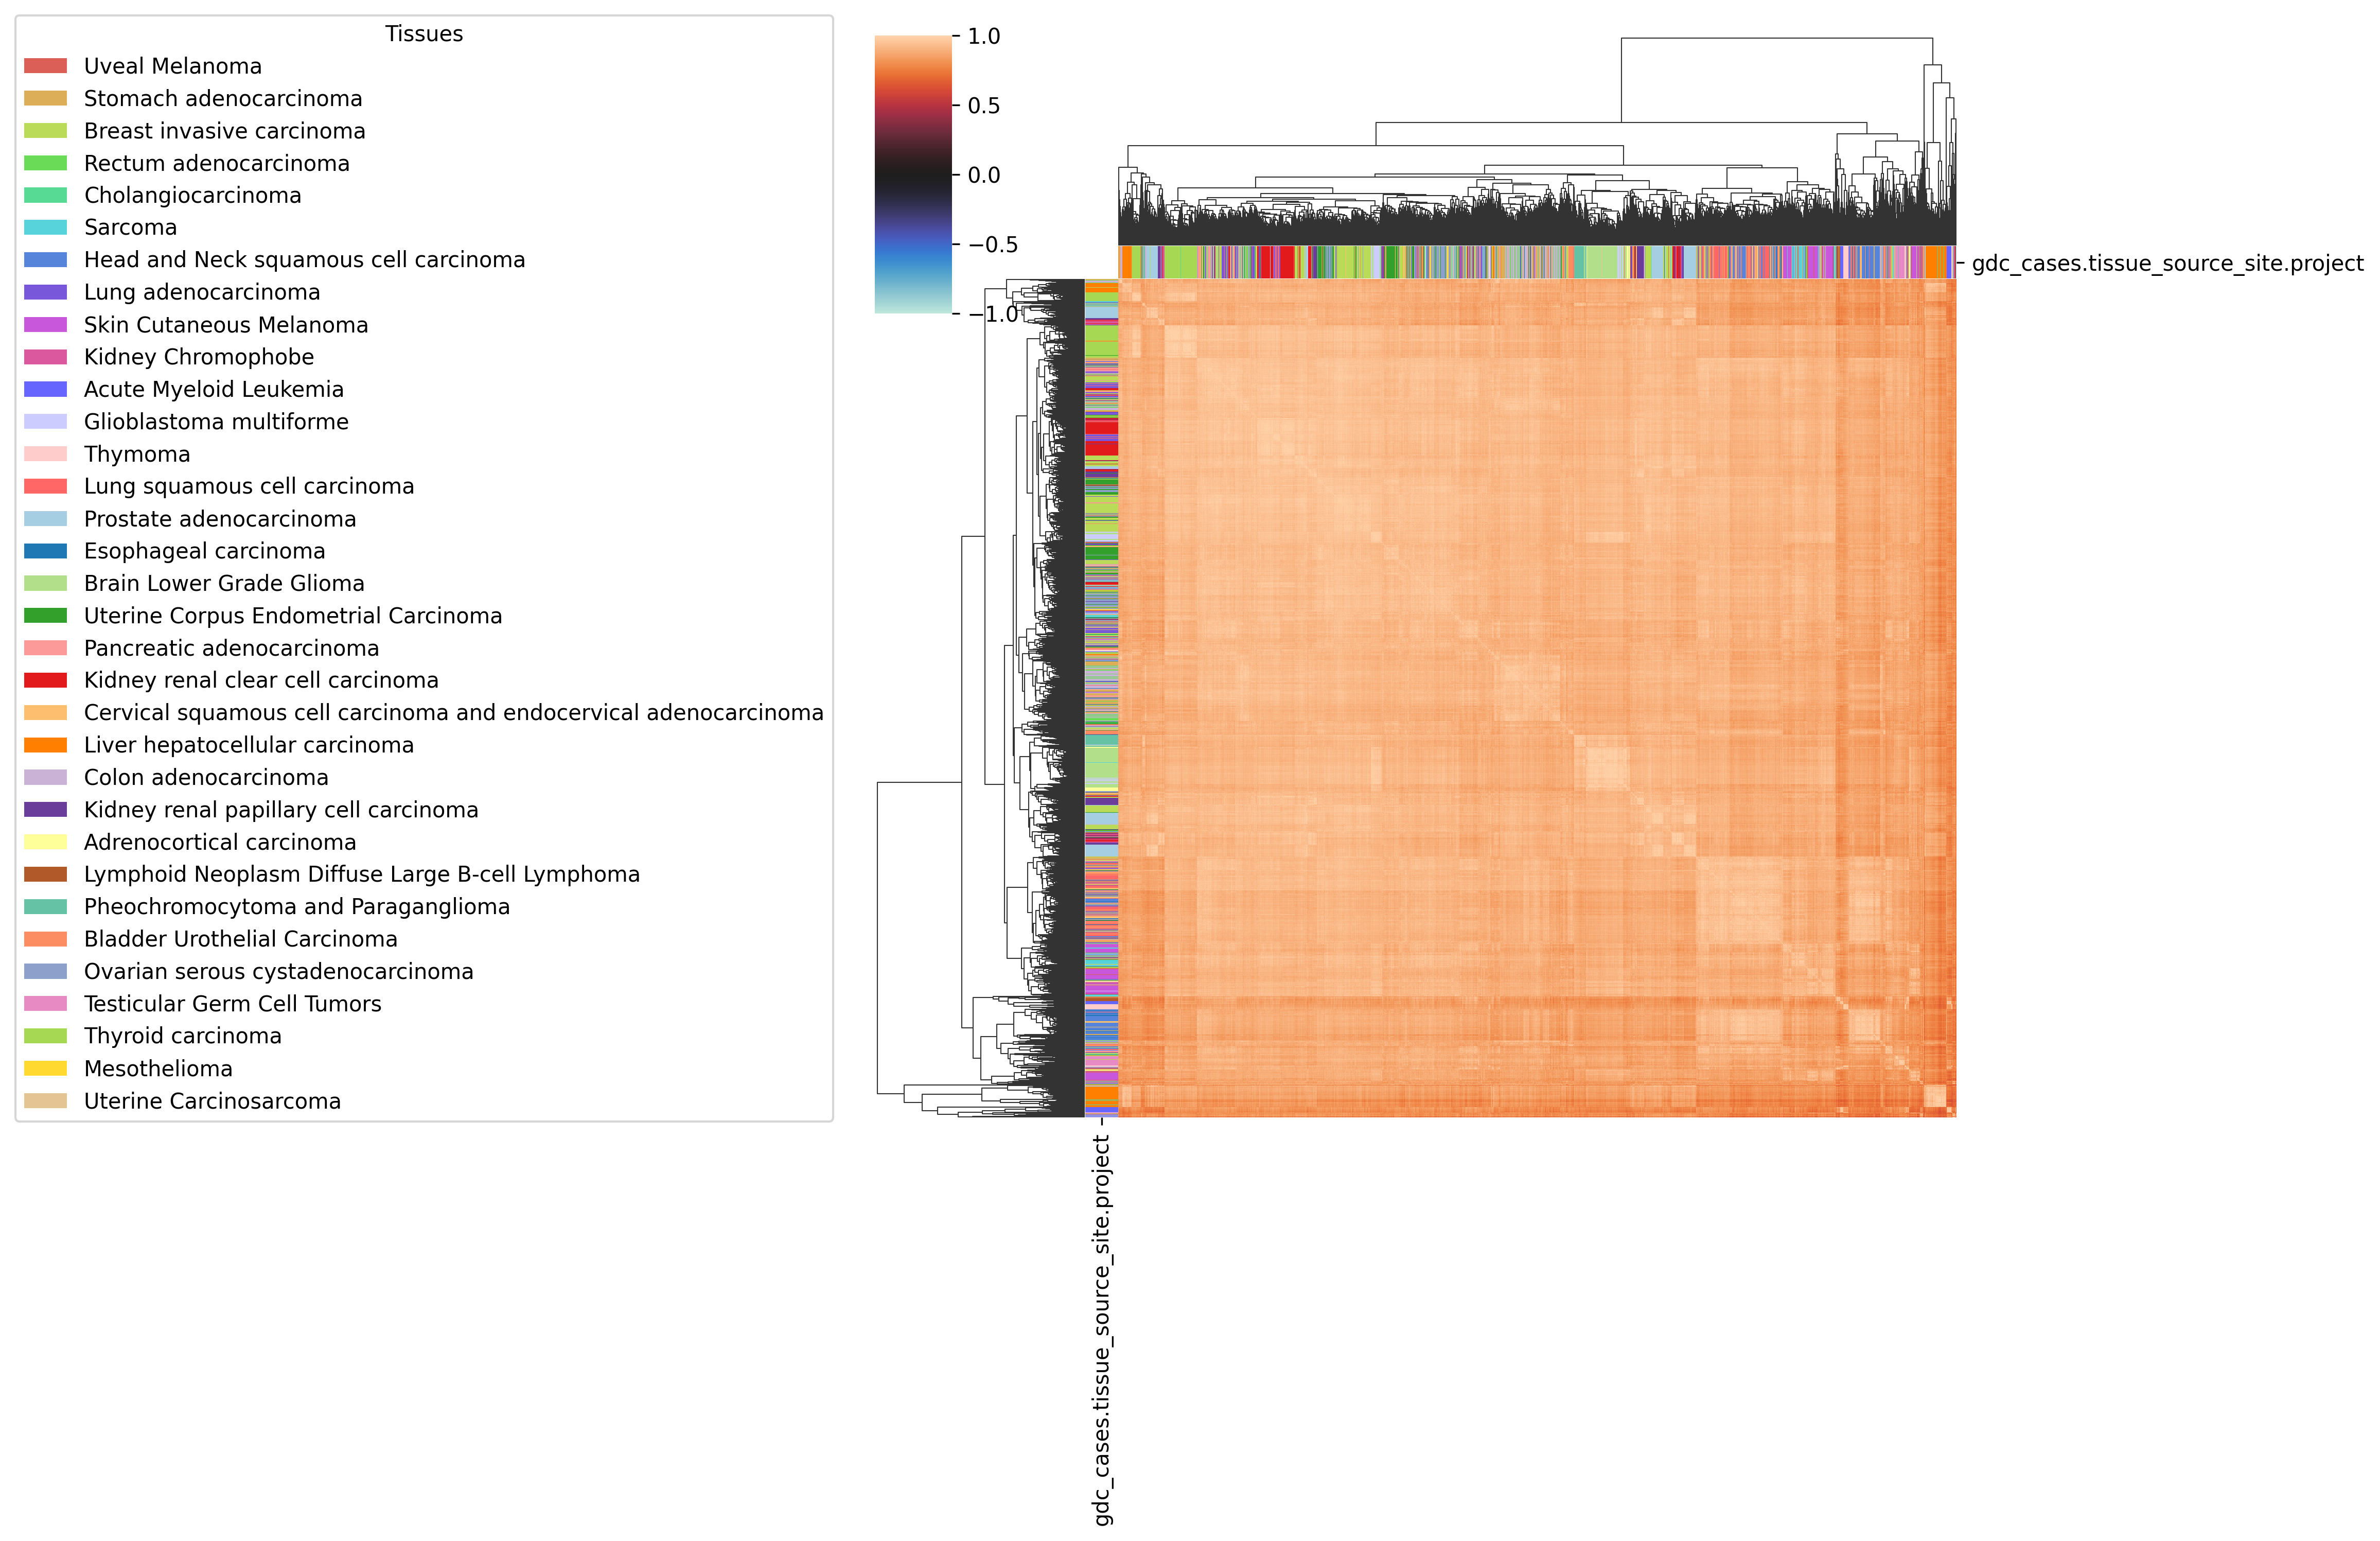 Tissues
Uveal Melanoma
Stomach adenocarcinoma
Breast invasive carcinoma
Rectum adenocarcinoma
Cholangiocarcinoma
Sarcoma
Head and Neck squamous cell carcinoma
Lung adenocarcinoma
Skin Cutaneous Melanoma
Kidney Chromophobe
Acute Myeloid Leukemia
Glioblastoma multiforme
Thymoma
Lung squamous cell carcinoma
Prostate adenocarcinoma
Esophageal carcinoma
Brain Lower Grade Glioma
Uterine Corpus Endometrial Carcinoma
Pancreatic adenocarcinoma
Kidney renal clear cell carcinoma
Cervical squamous cell carcinoma and endocervical adenocarcinoma
Liver hepatocellular carcinoma
Colon adenocarcinoma
Kidney renal papillary cell carcinoma
Adrenocortical carcinoma
Lymphoid Neoplasm Diffuse Large B-cell Lymphoma
Pheochromocytoma and Paraganglioma
Bladder Urothelial Carcinoma
Ovarian serous cystadenocarcinoma
Testicular Germ Cell Tumors
Thyroid carcinoma
Mesothelioma
Uterine Carcinosarcoma
1.0
0.5
0.0
−0.5
−1.0
gdc_cases.tissue_source_site.project
gdc_cases.tissue_source_site.project